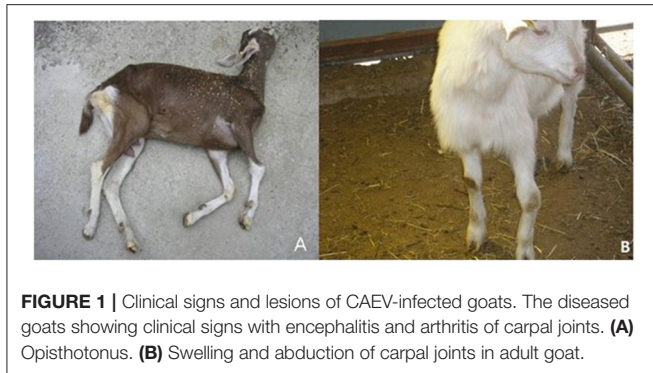 A
B
FIGURE 1 | Clinical signs and lesions of CAEV-infected goats. The diseased
goats showing clinical signs with encephalitis and arthritis of carpal joints. (A)
Opisthotonus. (B) Swelling and abduction of carpal joints in adult goat.